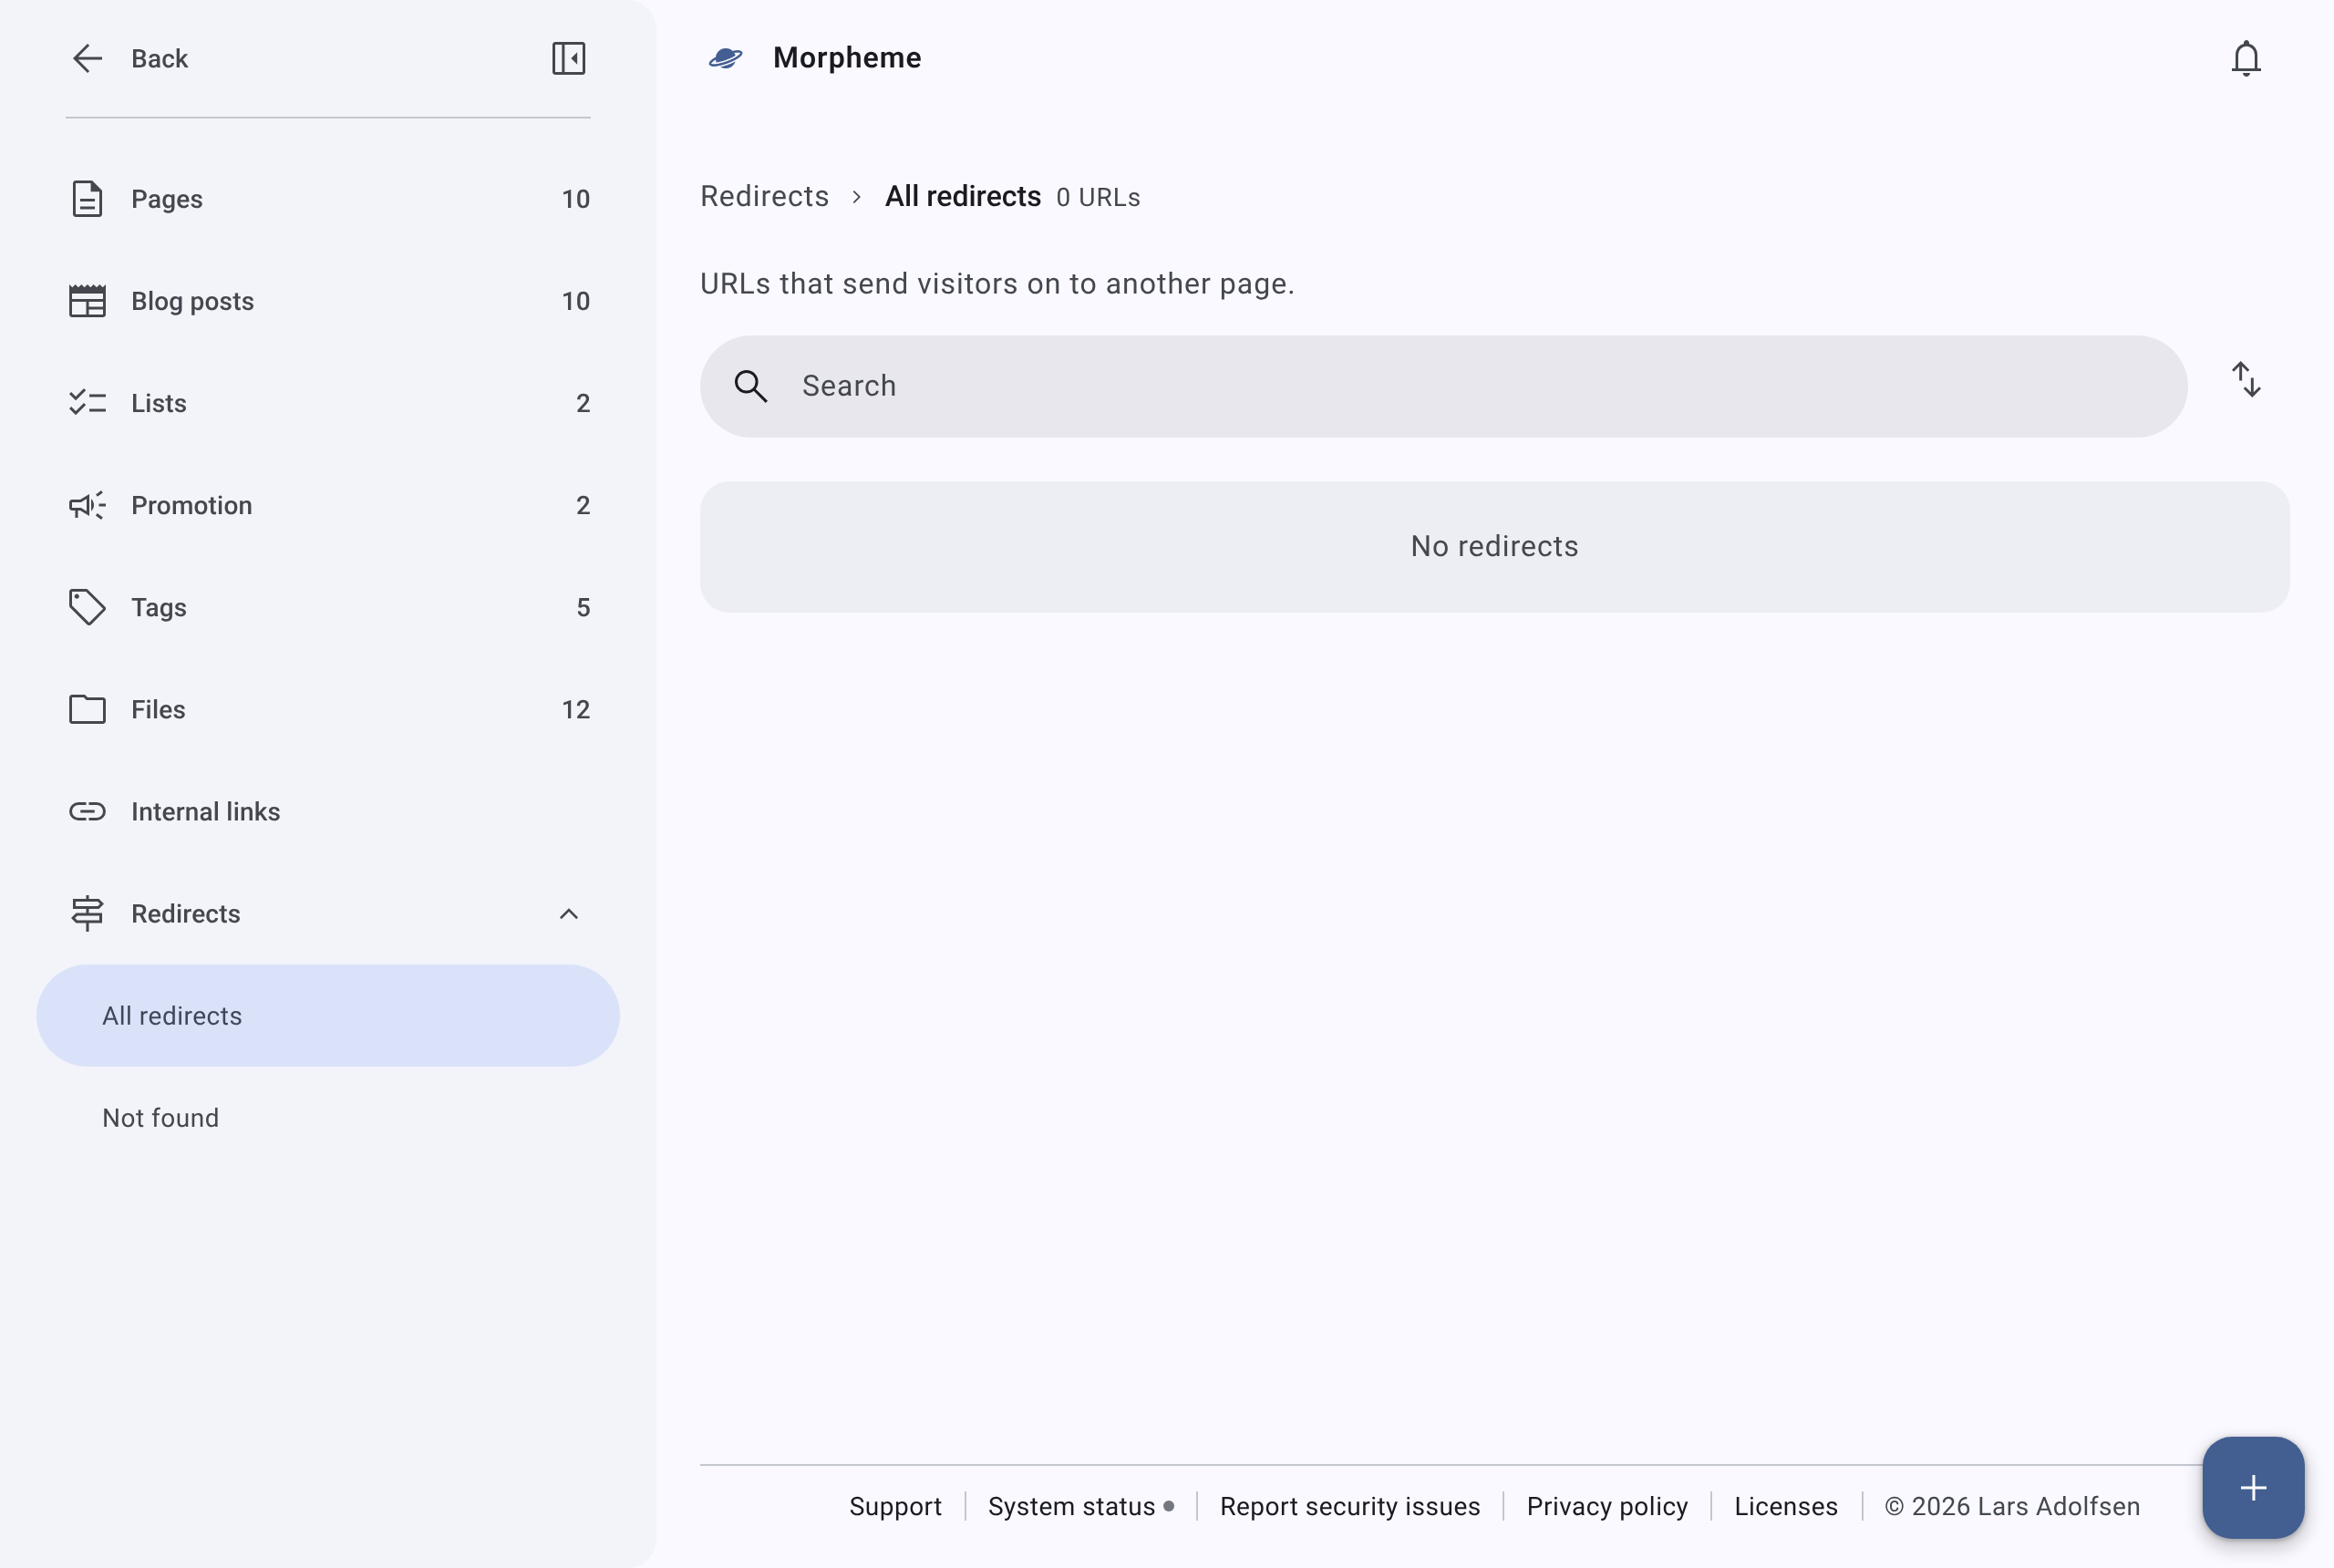 Back
Morpheme
Pages 10
Blog posts 10
Lists 2
Promotion 2
Tags 5
Files 12
Internal links
Redirects
All redirects
Not found
Redirects › All redirects 0 URLs
URLs that send visitors on to another page.
Search
No redirects
Support System status Report security issues Privacy policy Licenses © 2026 Lars Adolfsen